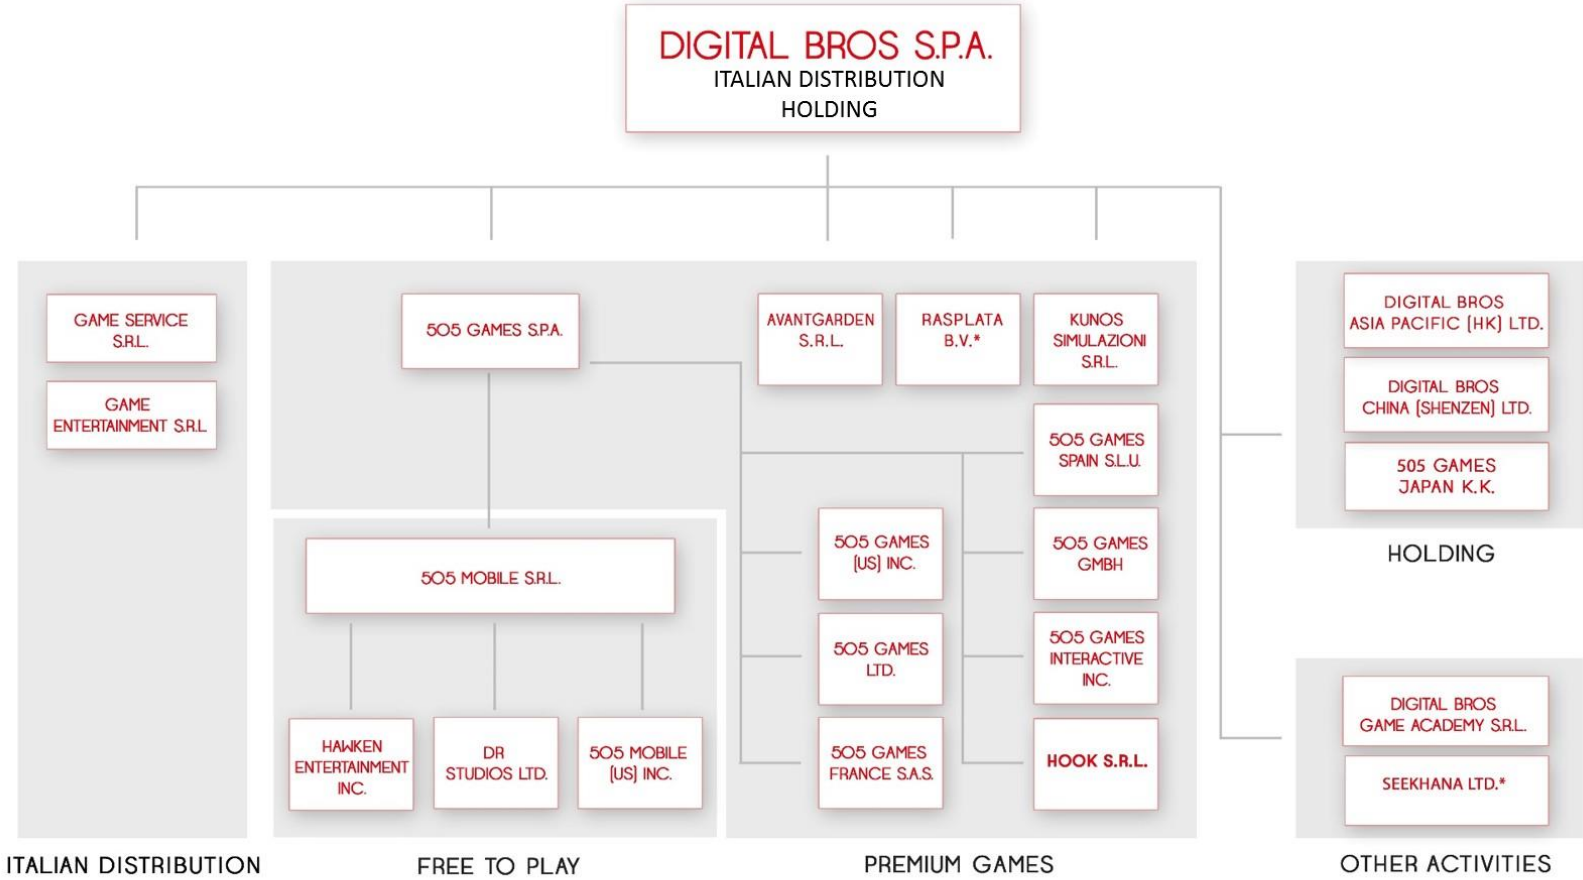 DIGITAL BROS S.P.A.
ITALIAN DISTRIBUTION
HOLDING
GAME SERVICE
S.R.L.
GAME
ENTERTAINMENT S.R.L
ITALIAN DISTRIBUTION
505 GAMES S.P.A.
505 MOBILE S.R.L.
HAWKEN
ENTERTAINMENT
INC.
DR
STUDIOS LTD.
505 MOBILE
(US) INC.
FREE TO PLAY
AVANTGARDEN
S.R.L.
RASPLATA
B.V.*
KUNOS
SIMULAZIONI
S.R.L.
505 GAMES
SPAIN S.L.U.
505 GAMES
(US) INC.
505 GAMES
GMBH
505 GAMES
LTD.
505 GAMES
INTERACTIVE
INC.
505 GAMES
FRANCE S.A.S.
HOOK S.R.L.
PREMIUM GAMES
DIGITAL BROS
ASIA PACIFIC (HK) LTD.
DIGITAL BROS
CHINA (SHENZEN) LTD.
505 GAMES
JAPAN K.K.
HOLDING
DIGITAL BROS
GAME ACADEMY S.R.L.
SEEKHANA LTD.*
OTHER ACTIVITIES